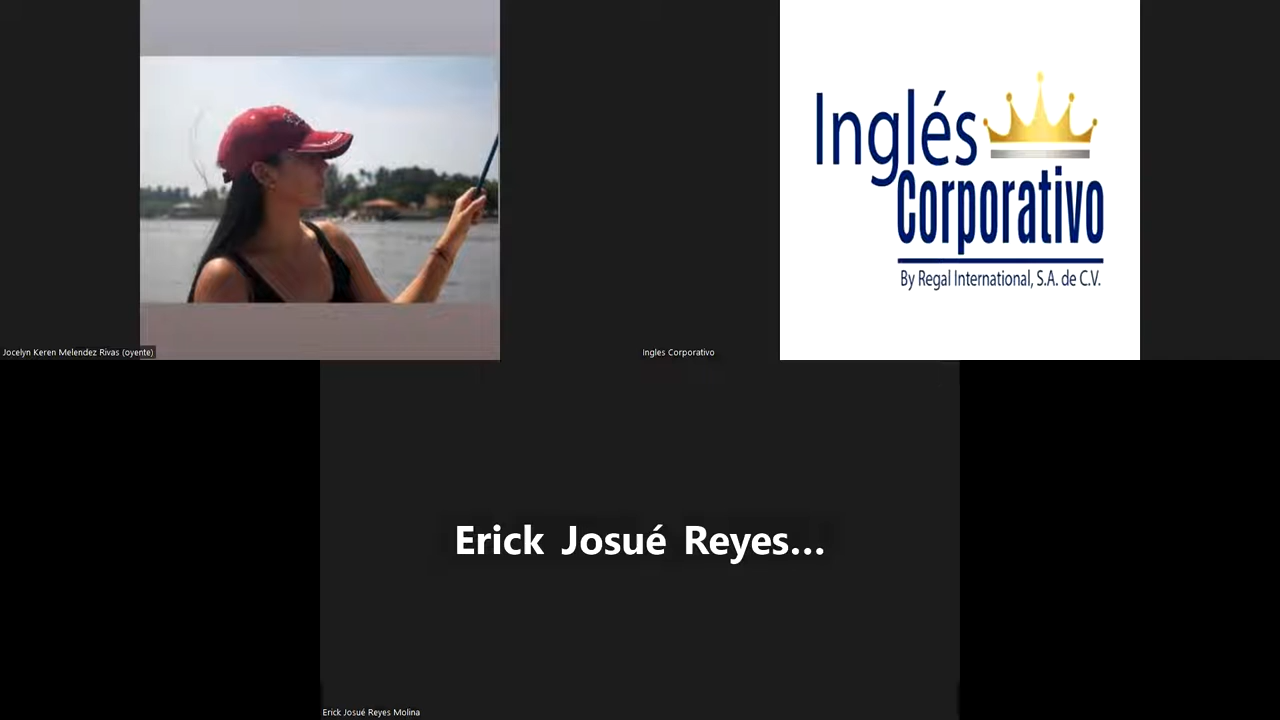 Inglés
Corporativo
By Regal International, S.A. de C.V.
Jocelyn Keren Melendez Rivas (oyente)
Ingles Corporativo
Erick Josué Reyes...
Erick Josué Reyes Molina